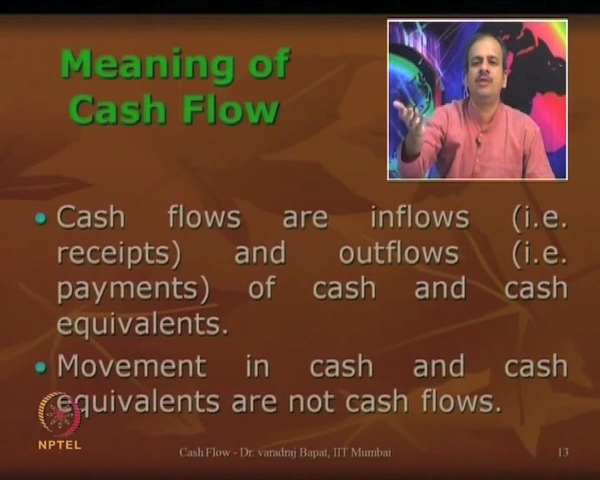 Meaning of
Cash Flow
• Cash flows are inflows (i.e.
receipts) and outflows (i.e.
payments) of cash and cash
equivalents.
• Movement in cash and cash
equivalents are not cash flows.
NPTEL
Cash Flow - Dr. varadraj Bapat, IIT Mumbai
13